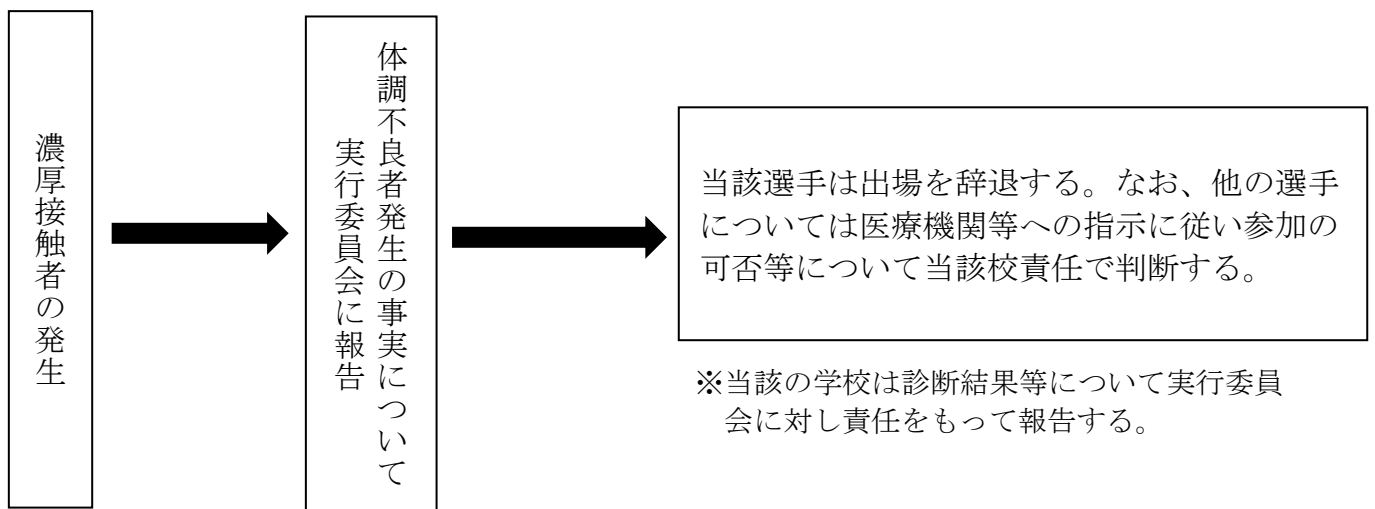 濃厚接触者の発生
体調不良者発生の事実について
実行委員会に報告
当該選手は出場を辞退する。なお、他の選手
については医療機関等への指示に従い参加の
可否等について当該校責任で判断する。
※当該の学校は診断結果等について実行委員
会に対し責任をもって報告する。